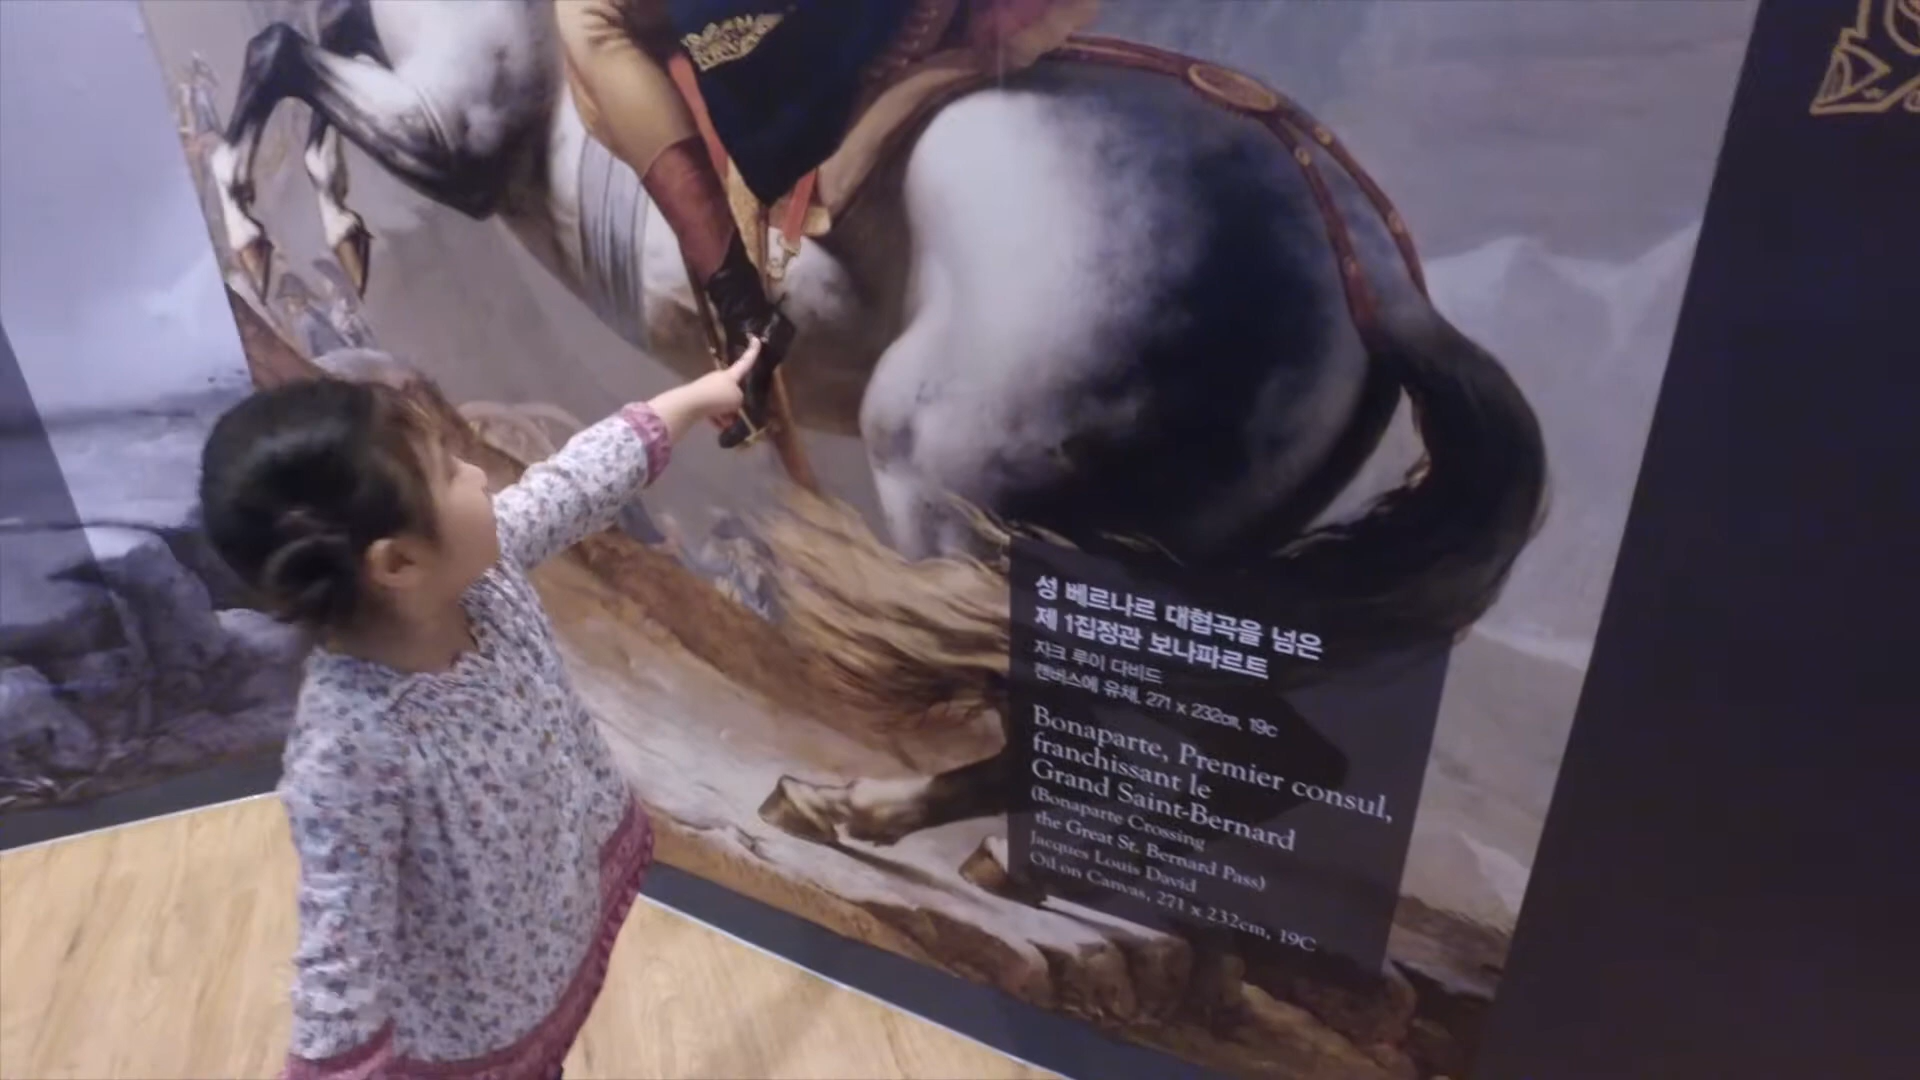 성 베르나르 대협곡을 넘은
제 1집정관 보나파르트
자크 루이 다비드
캔버스에 유채, 271 x 232cm, 19c
Bonaparte, Premier consul,
franchissant le
Grand Saint-Bernard
(Bonaparte Crossing
the Great St. Bernard Pass)
Jacques Louis David
Oil on Canvas, 271 x 232cm, 19C